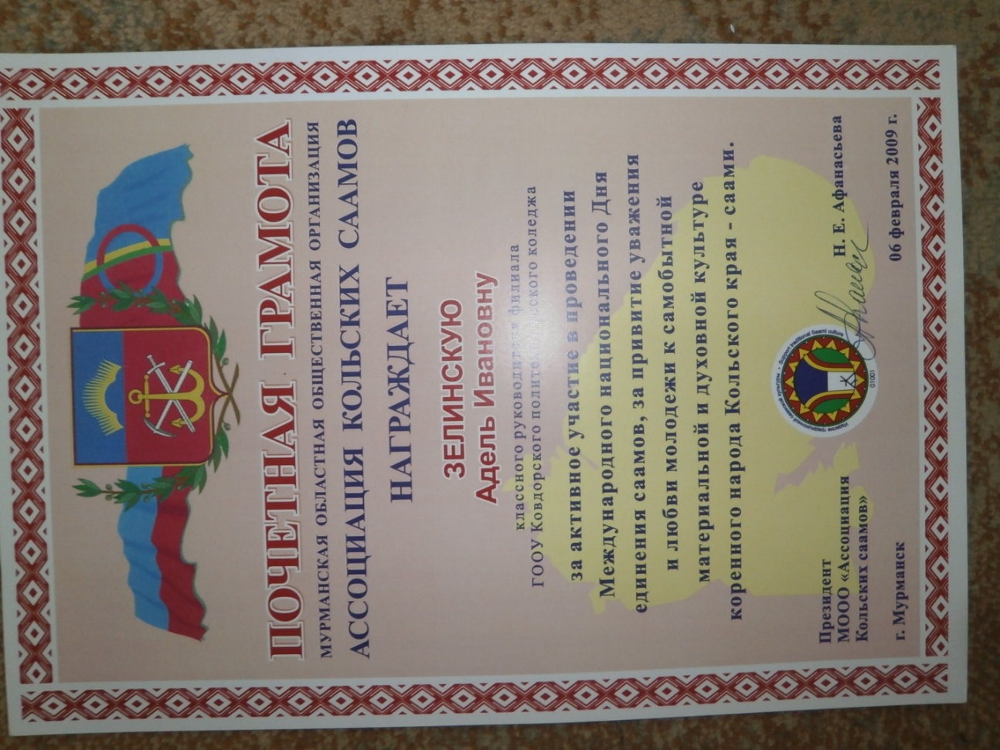 ПОЧЕТНАЯ ГРАМОТА
МУРМАНСКАЯ ОБЛАСТНАЯ ОБЩЕСТВЕННАЯ ОРГАНИЗАЦИЯ
АССОЦИАЦИЯ КОЛЬСКИХ СААМОВ
НАГРАЖДАЕТ
ЗЕЛИНСКУЮ
Адель Ивановну
классного руководителя филиала
ГООУ Ковдорского политехнического коледжа
за активное участие в проведении
Международного национального Дня
единения саамов, за привитие уважения
и любви молодежи к самобытной
материальной и духовной культуре
коренного народа Кольского края - саами.
Президент
МООО «Ассоциация
Кольских саамов»
Н. Е. Афанасьева
Support traditional Saami culture
01001
г. Мурманск
06 февраля 2009 г.